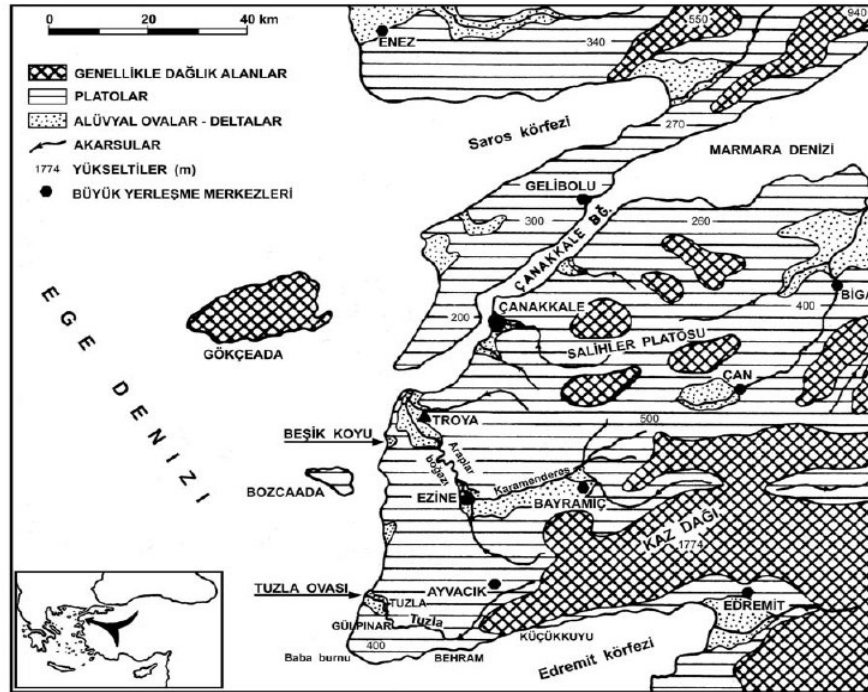 0 20 40 km
GENELLİKLE DAĞLIK ALANLAR
PLATOLAR
ALÜVYAL OVALAR - DELTALAR
AKARSULAR
1774 YÜKSELTİLER (m)
BÜYÜK YERLEŞME MERKEZLERİ
ENEZ
340
550
940
Saros körfezi
270
MARMARA DENİZİ
GELİBOLU
300
260
ÇANAKKALE BĞ.
EGE DENIZI
GÖKÇEADA
200
ÇANAKKALE
400
BİGA
SALİHLER PLATOSU
ÇAN
TROYA
500
BEŞİK KOYU
Araplar
boğazı
Karamenderes
BOZCAADA
EZİNE
BAYRAMİÇ
KAZ DAĞI
1774
TUZLA OVASI
AYVACIK
TUZLA
EDREMİT
GÜLPINAR
Tuzla
KÜÇÜKKUYU
400
Baba burnu
BEHRAM
Edremit körfezi